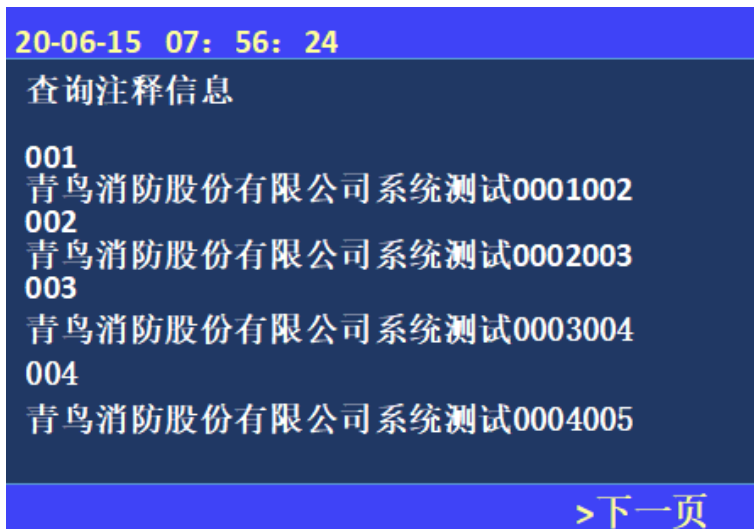 20-06-15 07：56：24
查询注释信息
001
青鸟消防股份有限公司系统测试0001002
002
青鸟消防股份有限公司系统测试0002003
003
青鸟消防股份有限公司系统测试0003004
004
青鸟消防股份有限公司系统测试0004005
>下一页